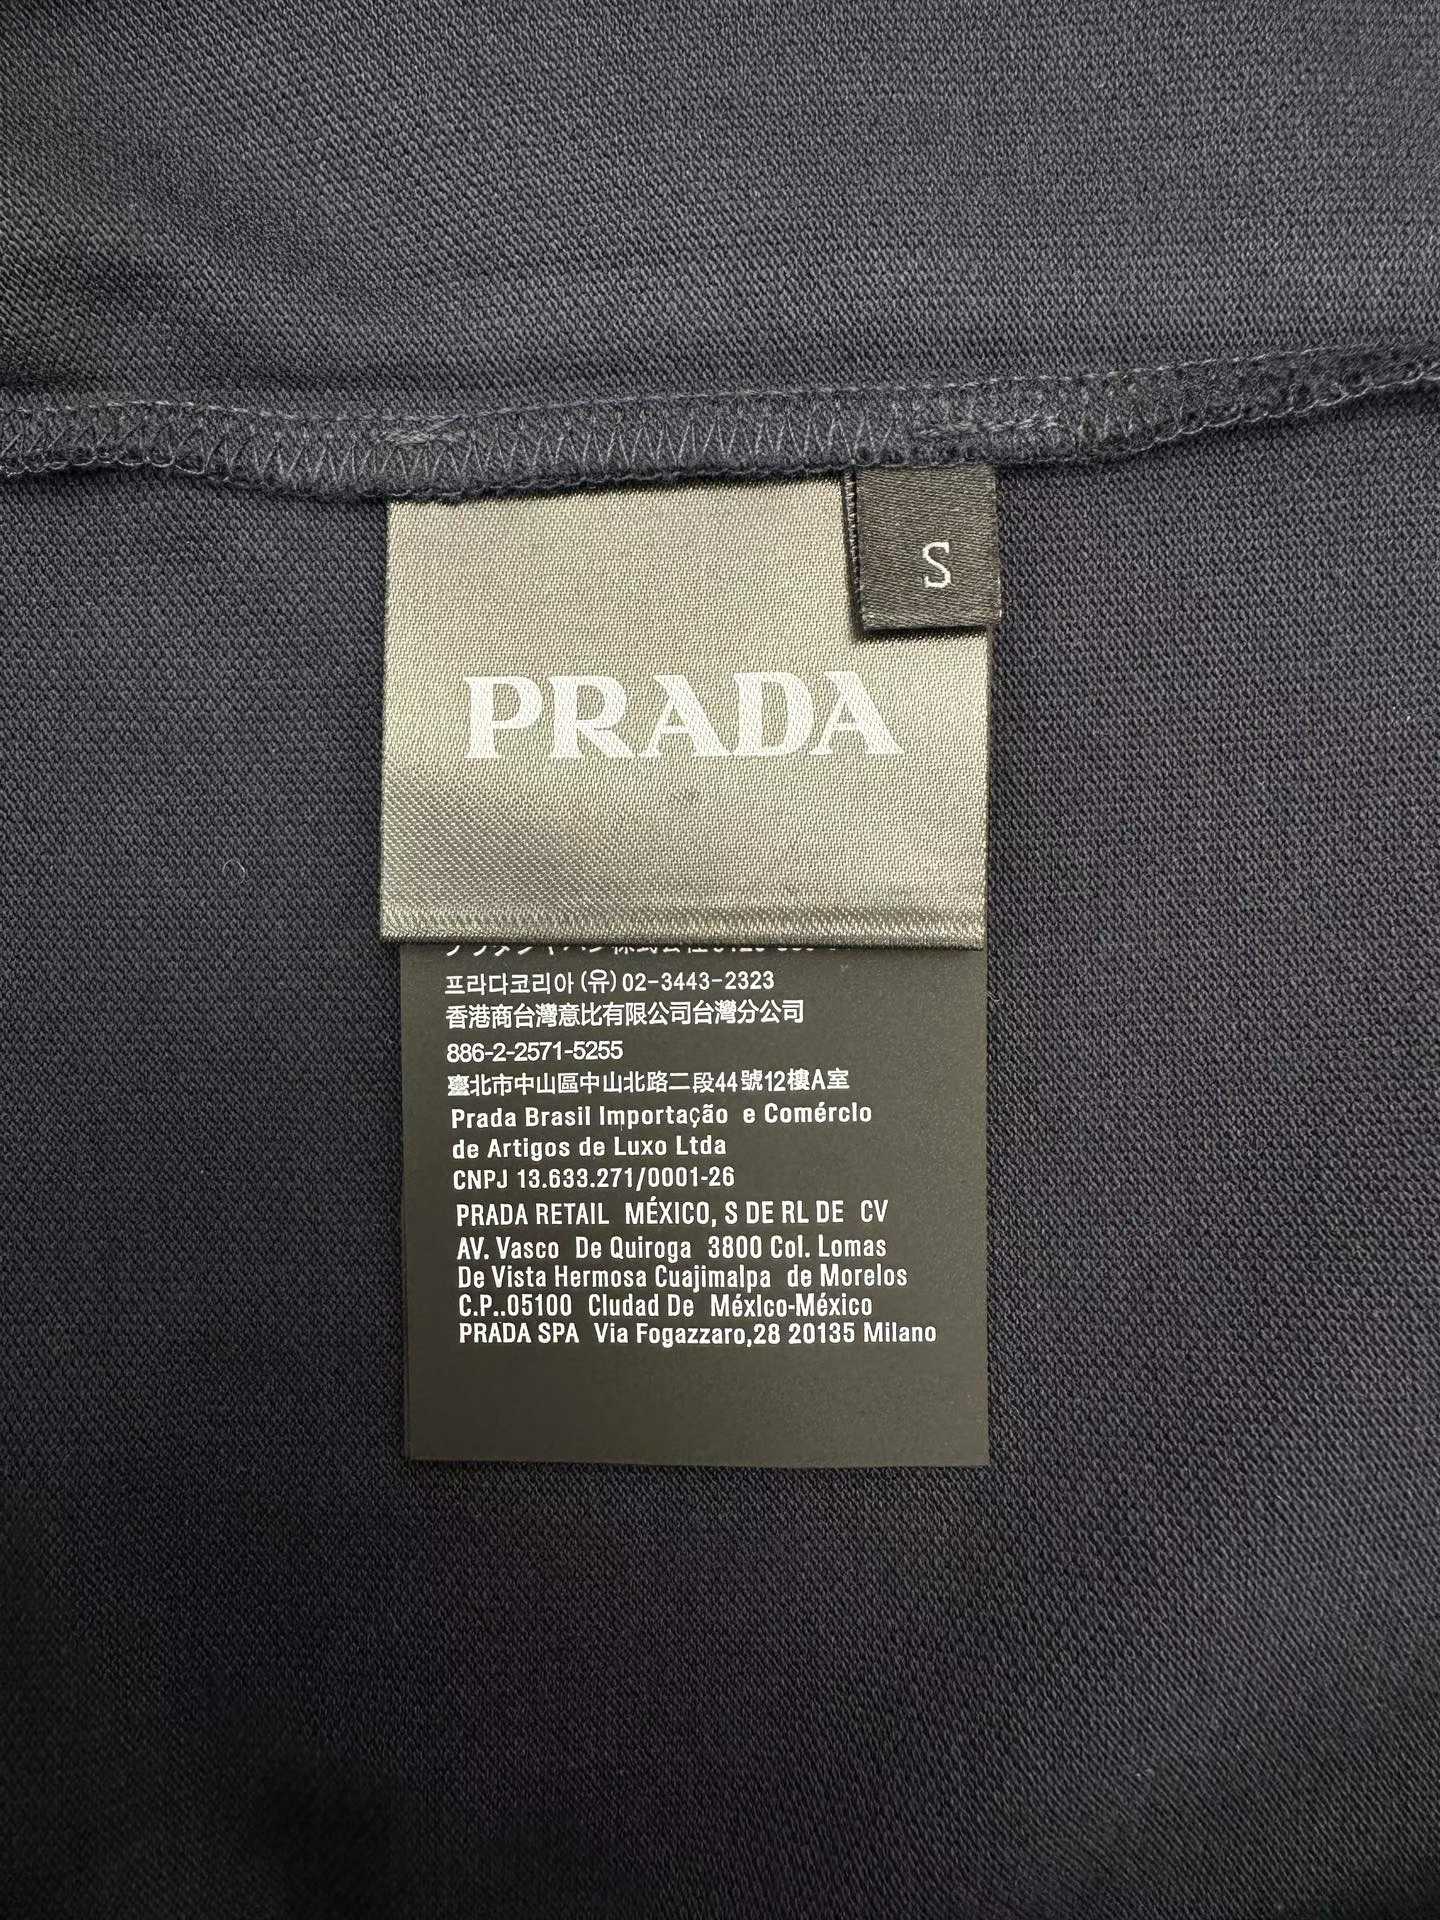 S
PRADA
프라다코리아(유)02-3443-2323
香港商台灣意比有限公司台灣分公司
886-2-2571-5255
臺北市中山區中山北路二段44號12樓A室
Prada Brasil Importação e Comérclo
de Artigos de Luxo Ltda
CNPJ 13.633.271/0001-26
PRADA RETAIL MÉXICO, S DE RL DE CV
AV. Vasco De Quiroga 3800 Col. Lomas
De Vista Hermosa Cuajimalpa de Morelos
C.P..05100 Cludad De Méxlco-México
PRADA SPA Via Fogazzaro,28 20135 Milano